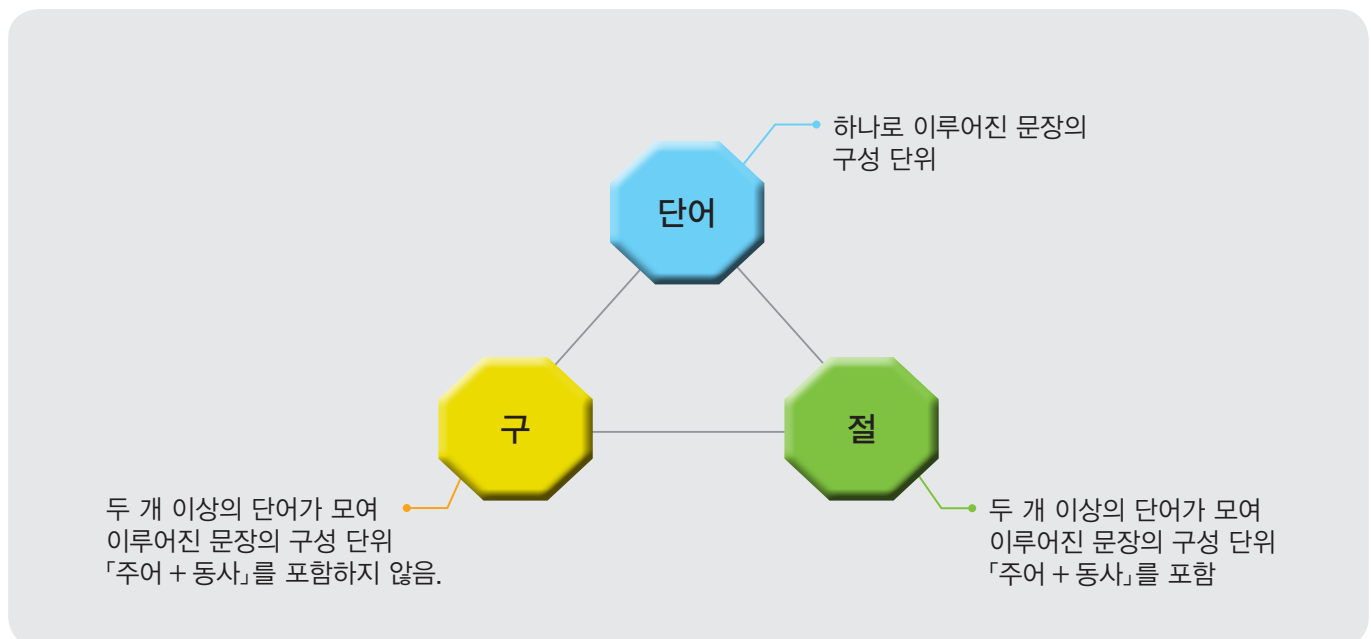 하나로 이루어진 문장의
구성 단위
단어
구
절
두 개 이상의 단어가 모여
이루어진 문장의 구성 단위
「주어 + 동사」를 포함하지 않음.
두 개 이상의 단어가 모여
이루어진 문장의 구성 단위
「주어 + 동사」를 포함